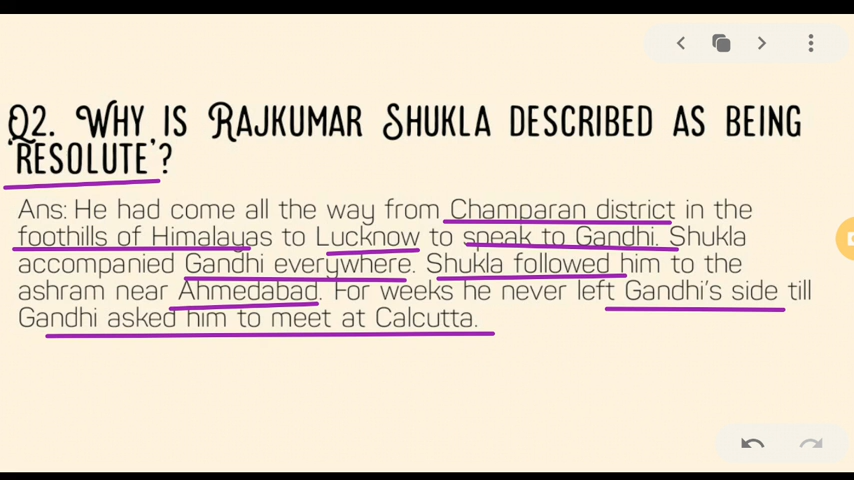 Q2. WHY IS RAJKUMAR SHUKLA DESCRIBED AS BEING
'RESOLUTE'?
Ans: He had come all the way from Champaran district in the
foothills of Himalayas to Lucknow to speak to Gandhi. Shukla
accompanied Gandhi everywhere. Shukla followed him to the
ashram near Ahmedabad. For weeks he never left Gandhi's side till
Gandhi asked him to meet at Calcutta.